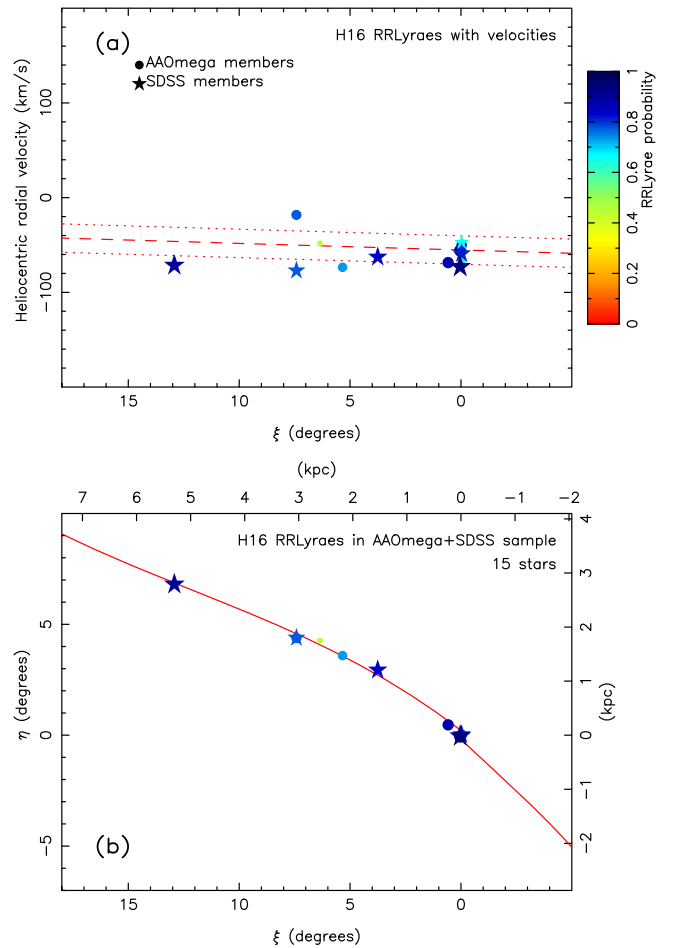 (a)
H16 RRLyraes with velocities
AAOmega members
SDSS members
Heliocentric radial velocity (km/s)
100
0
−100
15 10 5 0
ξ (degrees)
1
0.8
0.6
0.4
0.2
0
RRLyrae probability
(kpc)
7 6 5 4 3 2 1 0 −1 −2
H16 RRLyraes in AAOmega+SDSS sample
15 stars
η (degrees)
5
0
−5
4
3
2
1
0
−1
−2
(kpc)
(b)
15 10 5 0
ξ (degrees)